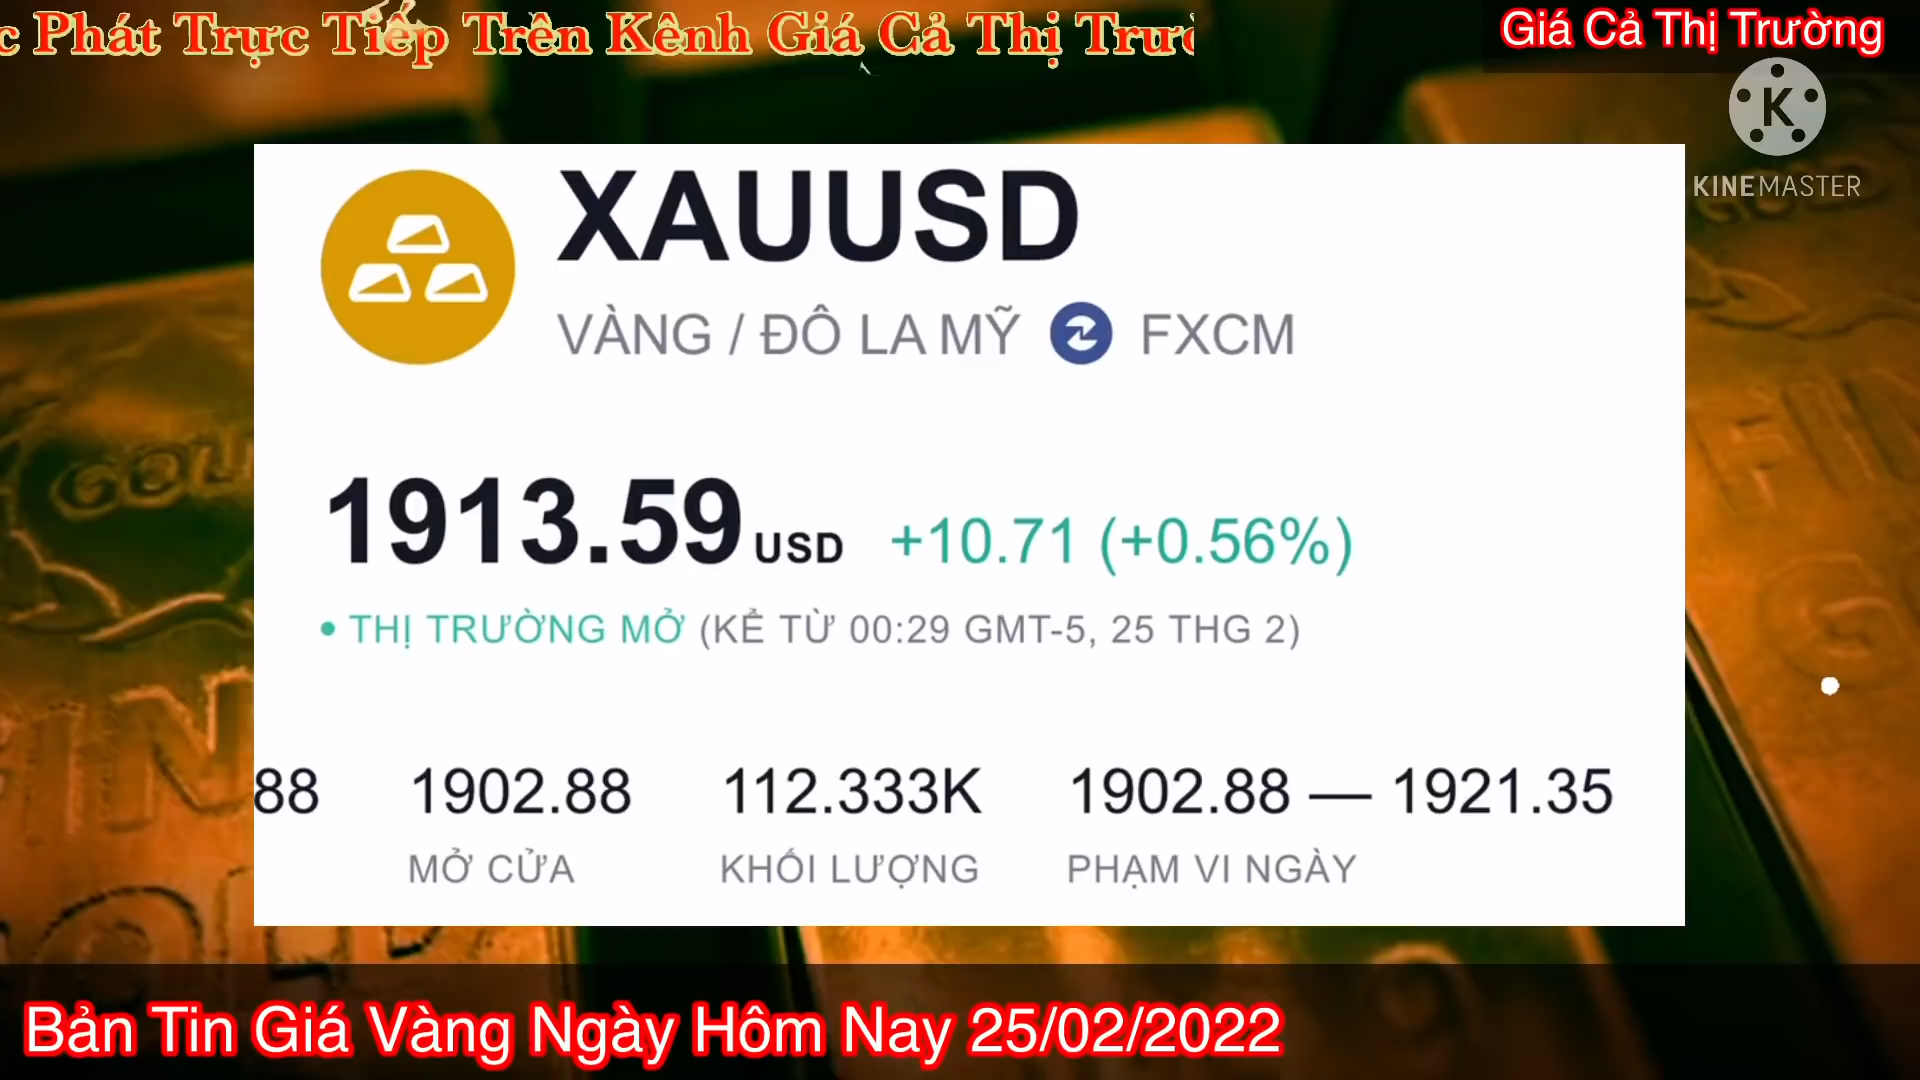 c Phát Trực Tiếp Trên Kênh Giá Cả Thị Trườ
Giá Cả Thị Trường
K
KINEMASTER
XAUUSD
VÀNG / ĐÔ LA MỸ FXCM
1913.59 USD +10.71 (+0.56%)
• THỊ TRƯỜNG MỞ (KỂ TỪ 00:29 GMT-5, 25 THG 2)
88 1902.88 112.333K 1902.88 — 1921.35
MỞ CỬA KHỐI LƯỢNG PHẠM VI NGÀY
GOLD
Bản Tin Giá Vàng Ngày Hôm Nay 25/02/2022